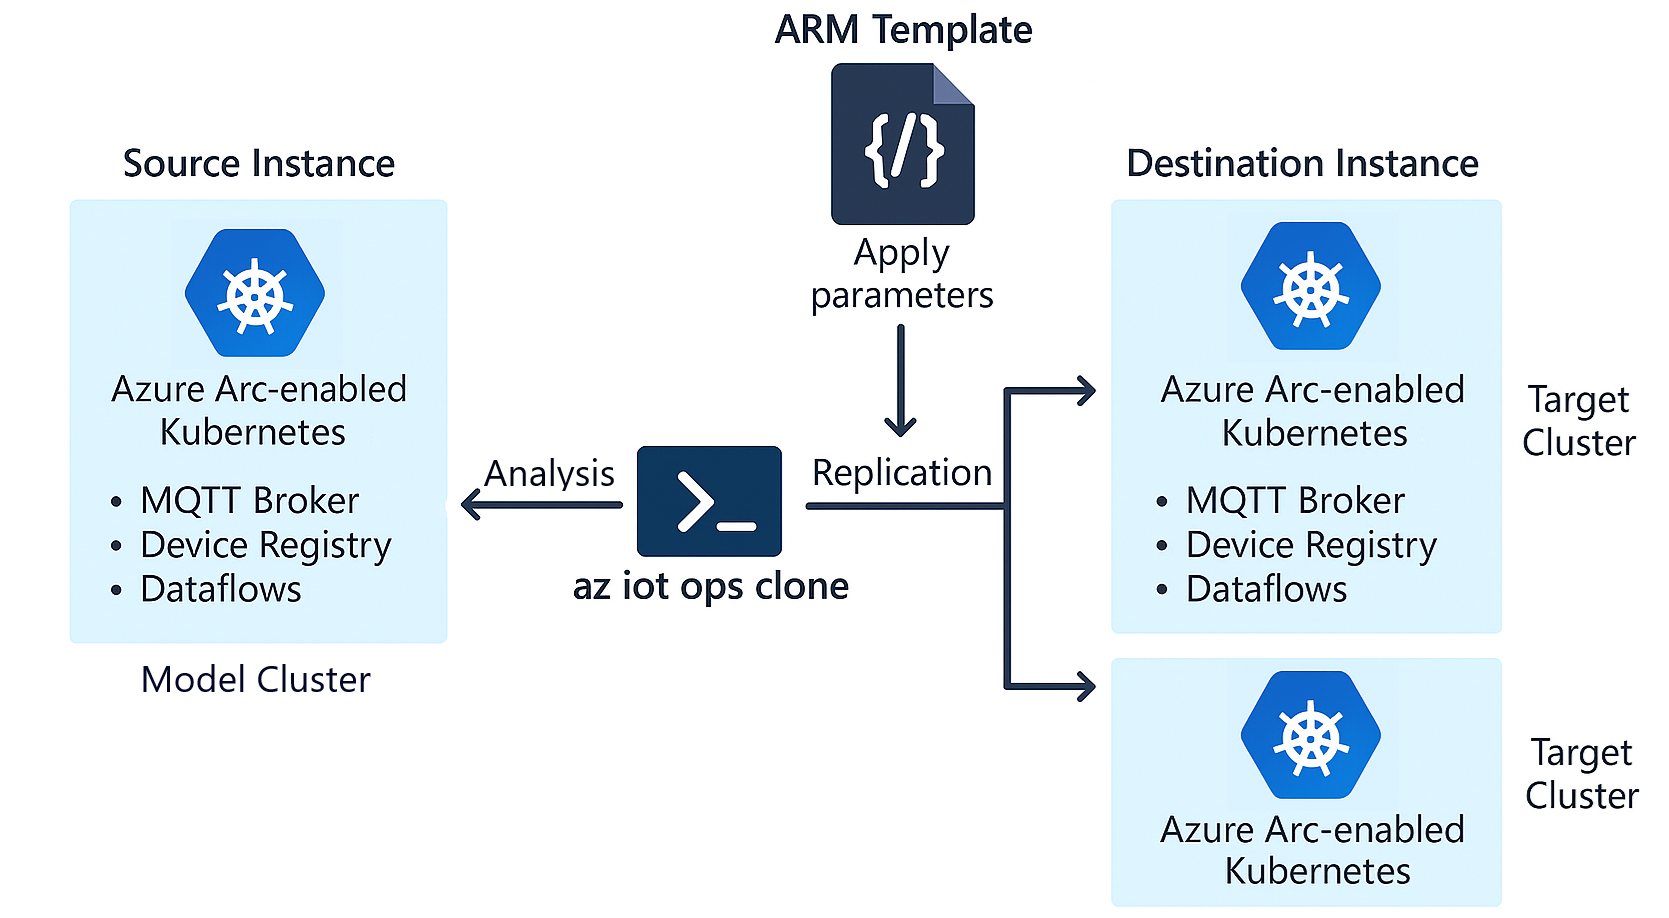 ARM Template
Apply
parameters
Source Instance
Azure Arc-enabled
Kubernetes
• MQTT Broker
• Device Registry
• Dataflows
Model Cluster
Analysis
az iot ops clone
Replication
Destination Instance
Azure Arc-enabled
Kubernetes
• MQTT Broker
• Device Registry
• Dataflows
Target
Cluster
Azure Arc-enabled
Kubernetes
Target
Cluster